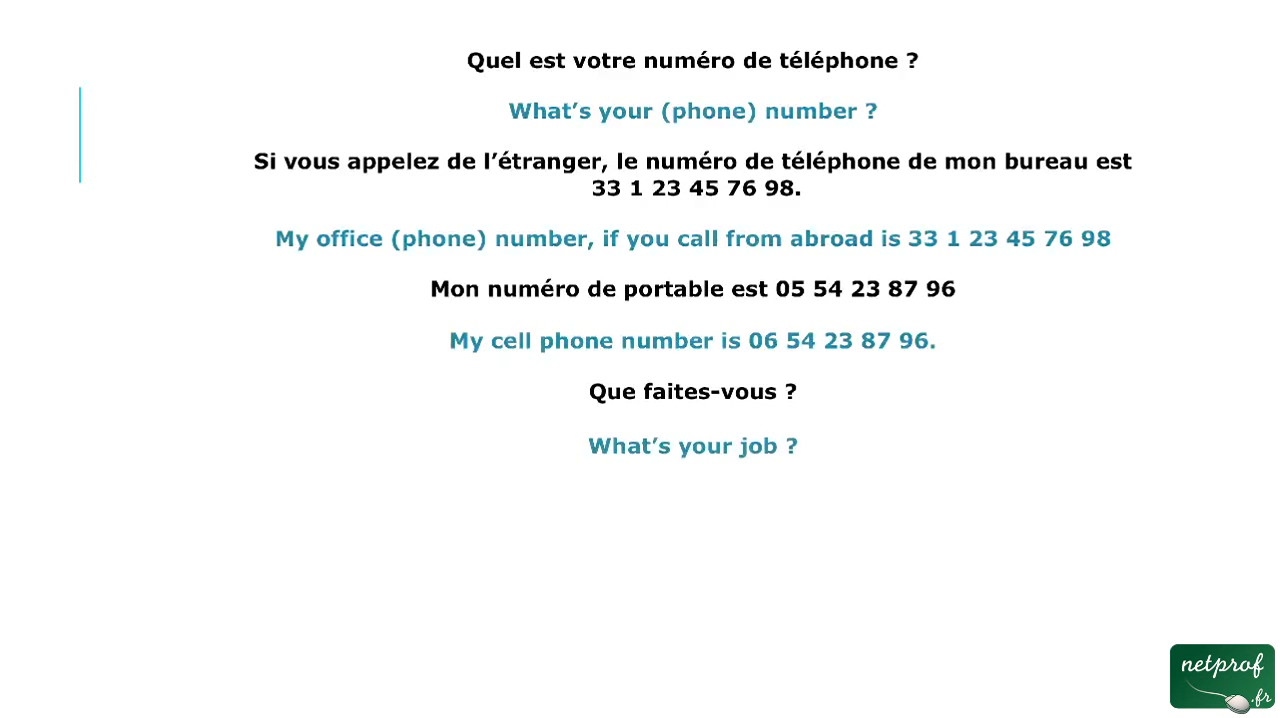 Quel est votre numéro de téléphone ?
What’s your (phone) number ?
Si vous appelez de l’étranger, le numéro de téléphone de mon bureau est
33 1 23 45 76 98.
My office (phone) number, if you call from abroad is 33 1 23 45 76 98
Mon numéro de portable est 05 54 23 87 96
My cell phone number is 06 54 23 87 96.
Que faites-vous ?
What’s your job ?
netprof
.fr